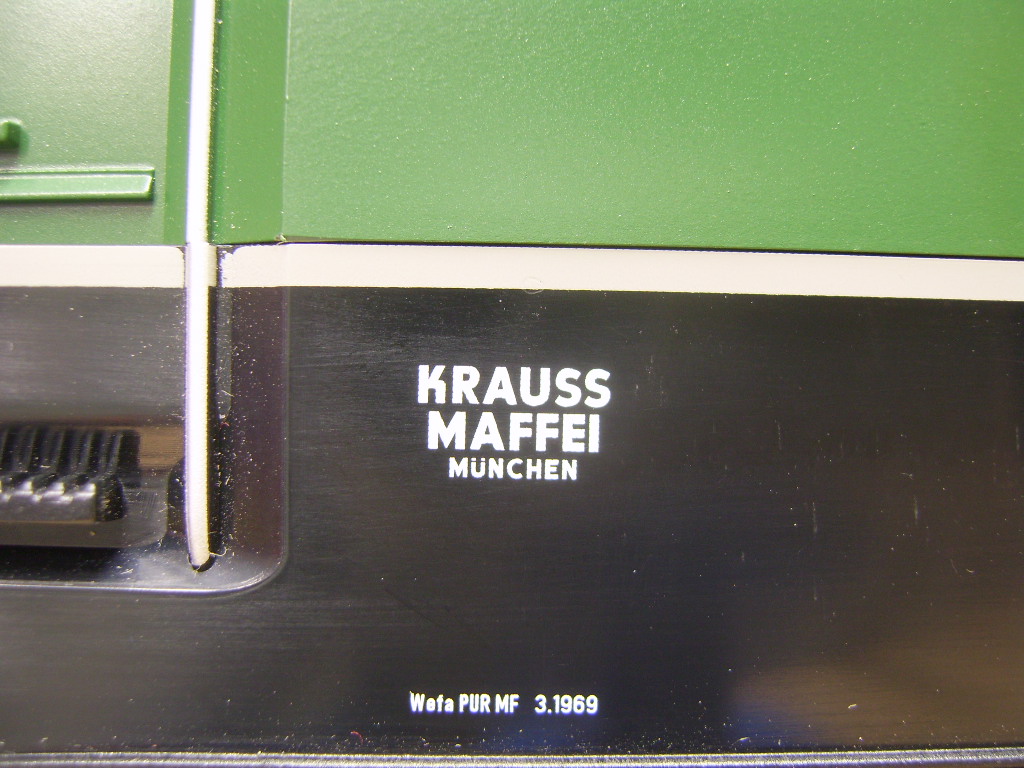 KRAUSS
MAFFEI
MÜNCHEN
Wefa PUR MF 3.1969